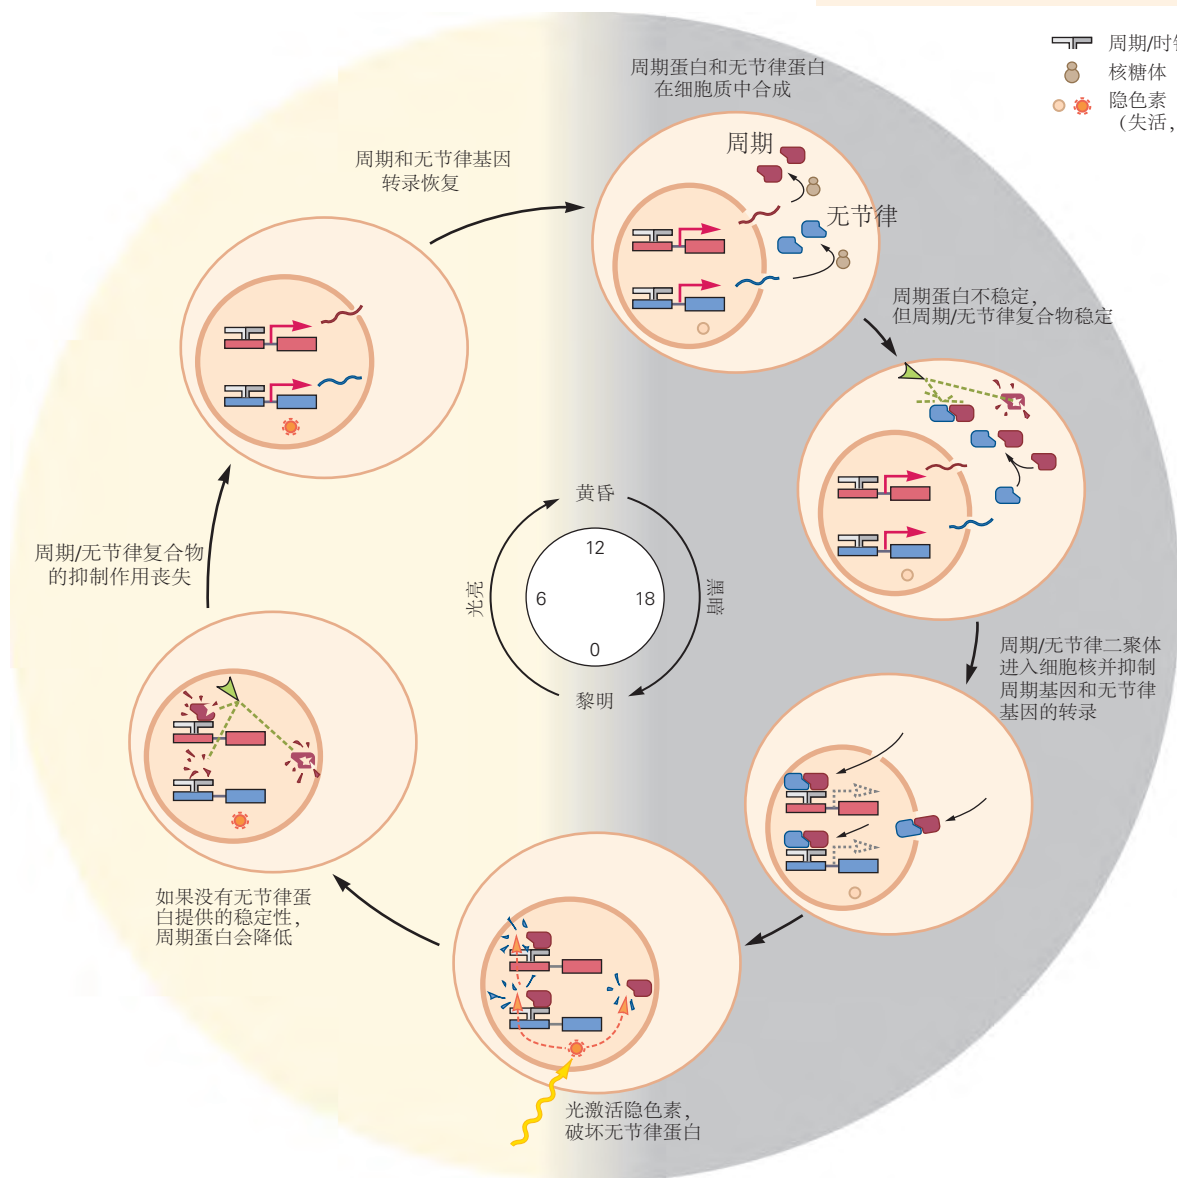 周期/时
核糖体
隐色素
(失活,
周期蛋白和无节律蛋白
在细胞质中合成
周期
无节律
周期和无节律基因
转录恢复
周期蛋白不稳定,
但周期/无节律复合物稳定
黄昏
12
6
18
0
黎明
光亮
黑暗
周期/无节律复合物
的抑制作用丧失
周期/无节律二聚体
进入细胞核并抑制
周期基因和无节律
基因的转录
如果没有无节律蛋
白提供的稳定性,
周期蛋白会降低
光激活隐色素,
破坏无节律蛋白